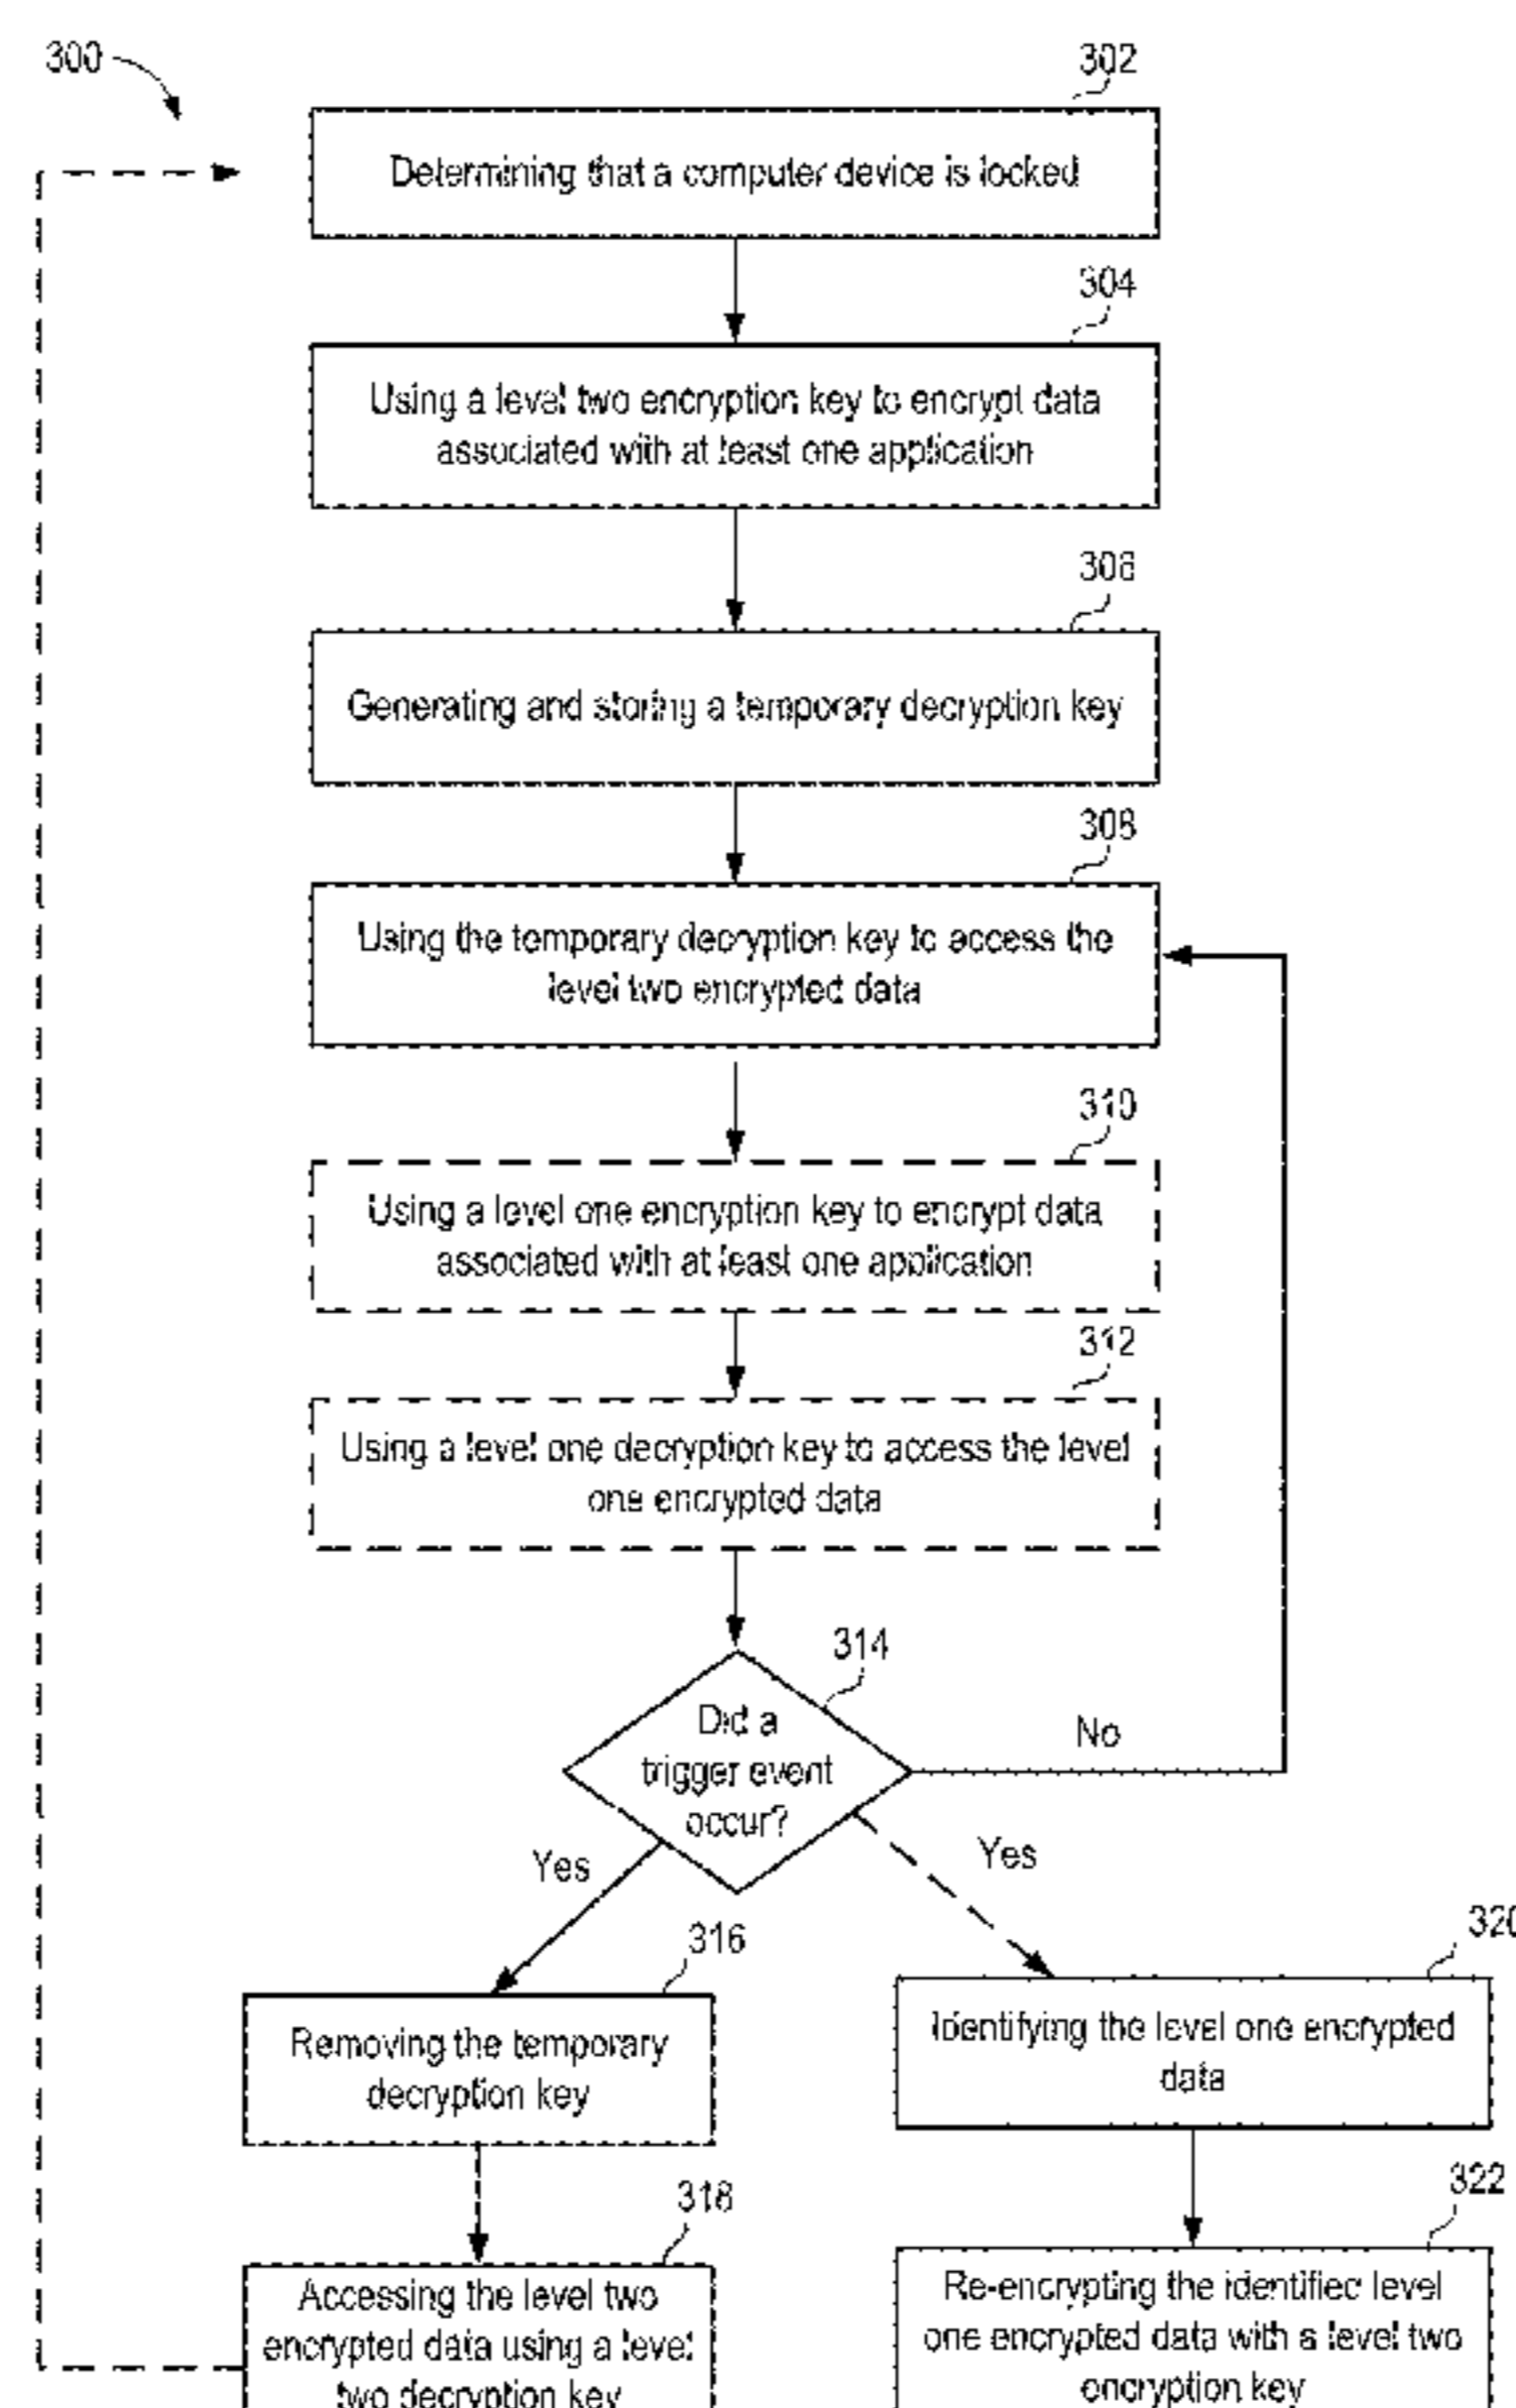 300
302
Determining that a computer device is locked
304
Using a level two encryption key to encrypt data
associated with at least one application
306
Generating and storing a temporary decryption key
308
Using the temporary decryption key to access the
level two encrypted data
310
Using a level one encryption key to encrypt data
associated with at least one application
312
Using a level one decryption key to access the level
one encrypted data
314
Did a
trigger event
occur?
No
Yes
Yes
316
Removing the temporary
decryption key
320
Identifying the level one encrypted
data
318
Accessing the level two
encrypted data using a level
two decryption key
322
Re-encrypting the identified level
one encrypted data with a level two
encryption key